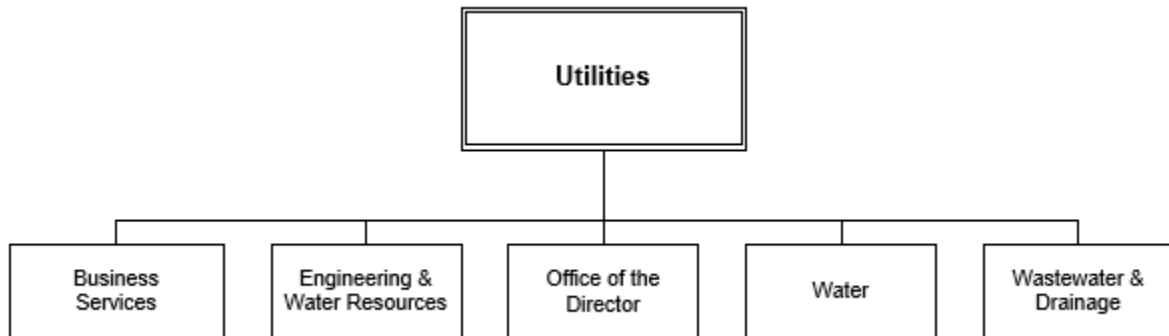 Utilities
Business
Services
Engineering &
Water Resources
Office of the
Director
Water
Wastewater &
Drainage